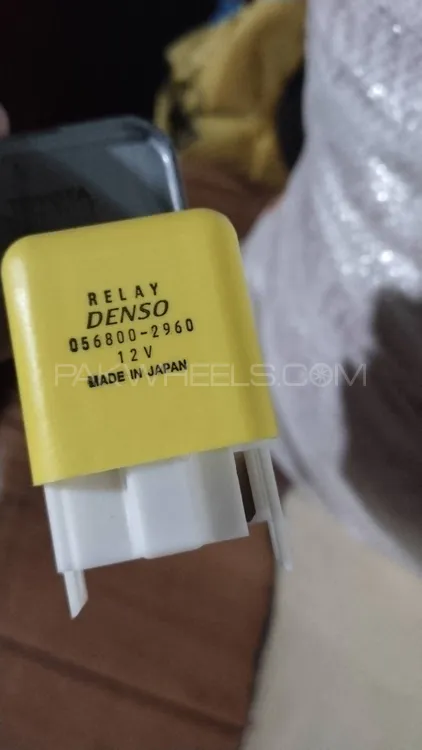 RELAY
DENSO
056800-2960
12V
MADE IN JAPAN
PAKWHEELS.COM